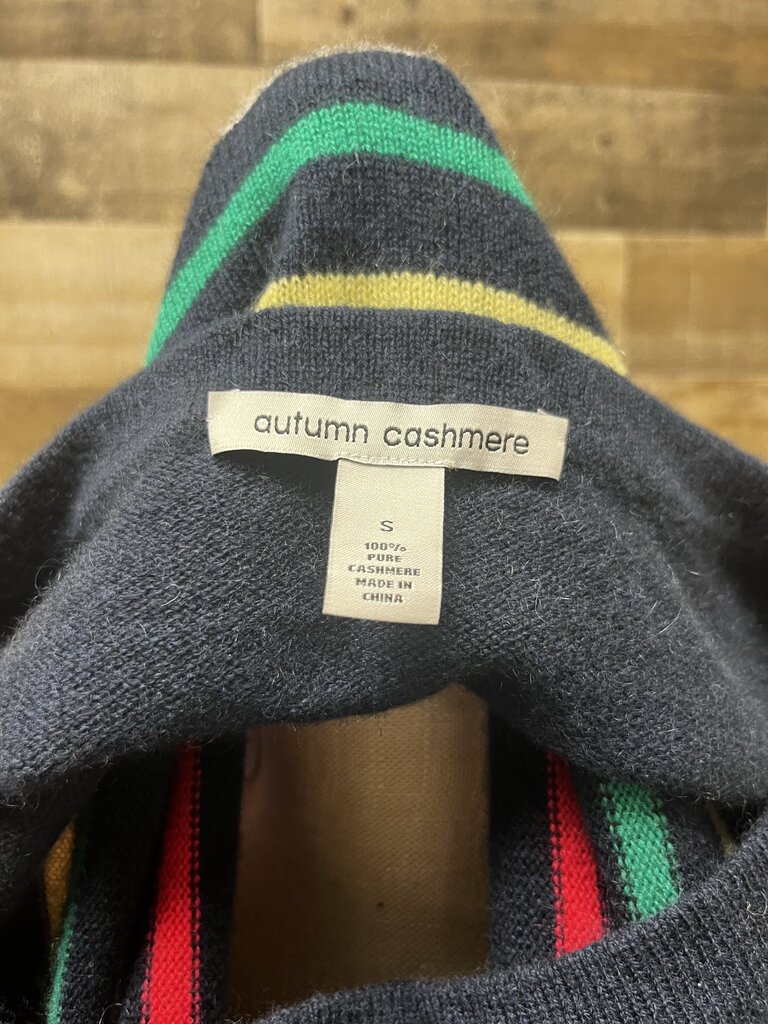 autumn cashmere
S
100%
PURE
CASHMERE
MADE IN
CHINA